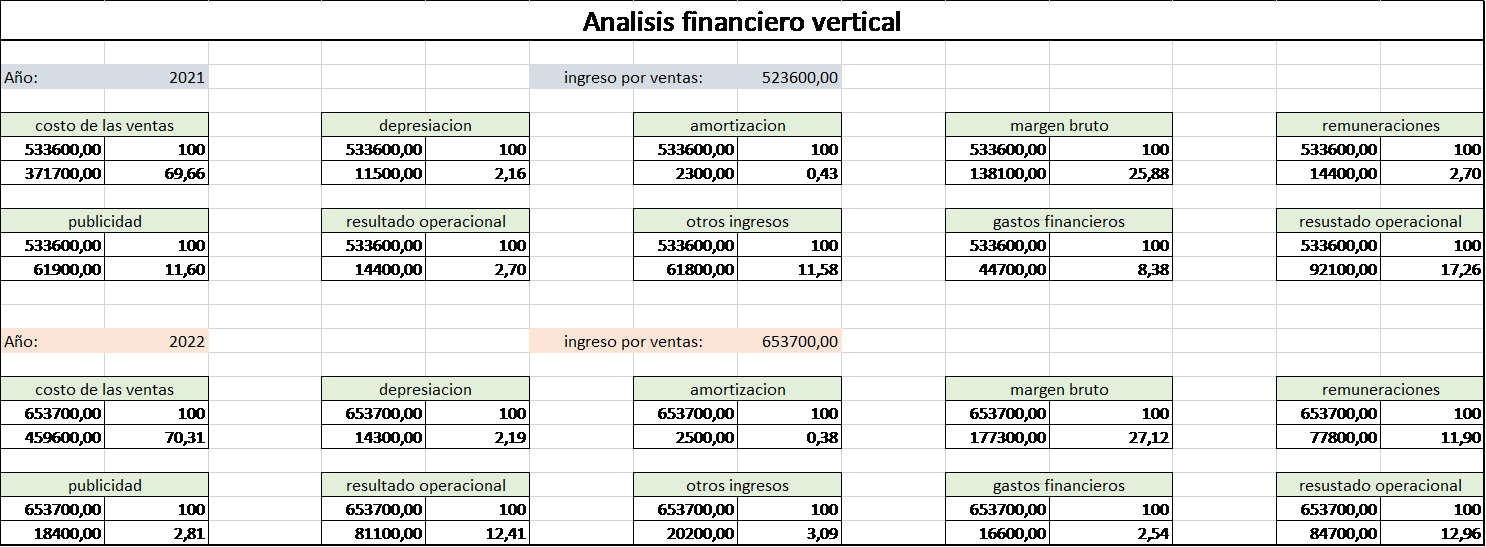 Analisis financiero vertical
Año: 2021 ingreso por ventas: 523600,00
costo de las ventas depresiacion amortizacion margen bruto remuneraciones
533600,00 100 533600,00 100 533600,00 100 533600,00 100 533600,00 100
371700,00 69,66 11500,00 2,16 2300,00 0,43 138100,00 25,88 14400,00 2,70
publicidad resultado operacional otros ingresos gastos financieros resustado operacional
533600,00 100 533600,00 100 533600,00 100 533600,00 100 533600,00 100
61900,00 11,60 14400,00 2,70 61800,00 11,58 44700,00 8,38 92100,00 17,26
Año: 2022 ingreso por ventas: 653700,00
costo de las ventas depresiacion amortizacion margen bruto remuneraciones
653700,00 100 653700,00 100 653700,00 100 653700,00 100 653700,00 100
459600,00 70,31 14300,00 2,19 2500,00 0,38 177300,00 27,12 77800,00 11,90
publicidad resultado operacional otros ingresos gastos financieros resustado operacional
653700,00 100 653700,00 100 653700,00 100 653700,00 100 653700,00 100
18400,00 2,81 81100,00 12,41 20200,00 3,09 16600,00 2,54 84700,00 12,96